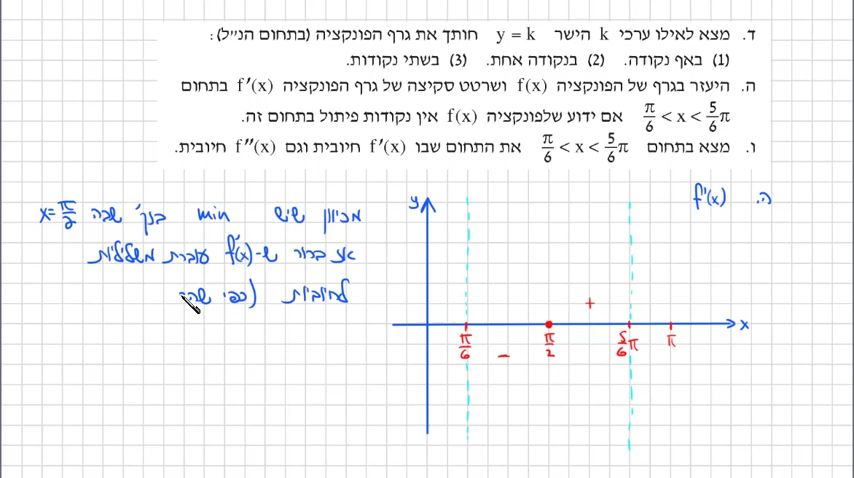 ד. מצא לאילו ערכי k הישר y = k חותך את גרף הפונקציה (בתחום הנ״ל):
(1) באף נקודה. (2) בנקודה אחת. (3) בשתי נקודות.
ה. היעזר בגרף של הפונקציה f(x) ושרטט סקיצה של גרף הפונקציה f′(x) בתחום
π/6 < x < 5/6π אם ידוע שלפונקציה f(x) אין נקודות פיתול בתחום זה.
ו. מצא בתחום π/6 < x < 5/6π את התחום שבו f′(x) חיובית וגם f″(x) חיובית.
ה. f′(x)
מכיוון שיש min בנק׳ שבה x=π/2
אז ברור ש-f′(x) עוברת משליליות
לחיוביות (כפי
y
x
+
−
π/6
π/2
5/6π
π